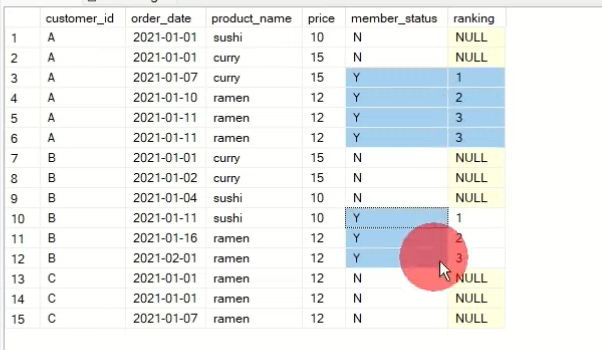 customer_id order_date product_name price member_status ranking
1 A 2021-01-01 sushi 10 N NULL
2 A 2021-01-01 curry 15 N NULL
3 A 2021-01-07 curry 15 Y 1
4 A 2021-01-10 ramen 12 Y 2
5 A 2021-01-11 ramen 12 Y 3
6 A 2021-01-11 ramen 12 Y 3
7 B 2021-01-01 curry 15 N NULL
8 B 2021-01-02 curry 15 N NULL
9 B 2021-01-04 sushi 10 N NULL
10 B 2021-01-11 sushi 10 Y 1
11 B 2021-01-16 ramen 12 Y 2
12 B 2021-02-01 ramen 12 Y 3
13 C 2021-01-01 ramen 12 N NULL
14 C 2021-01-01 ramen 12 N NULL
15 C 2021-01-07 ramen 12 N NULL